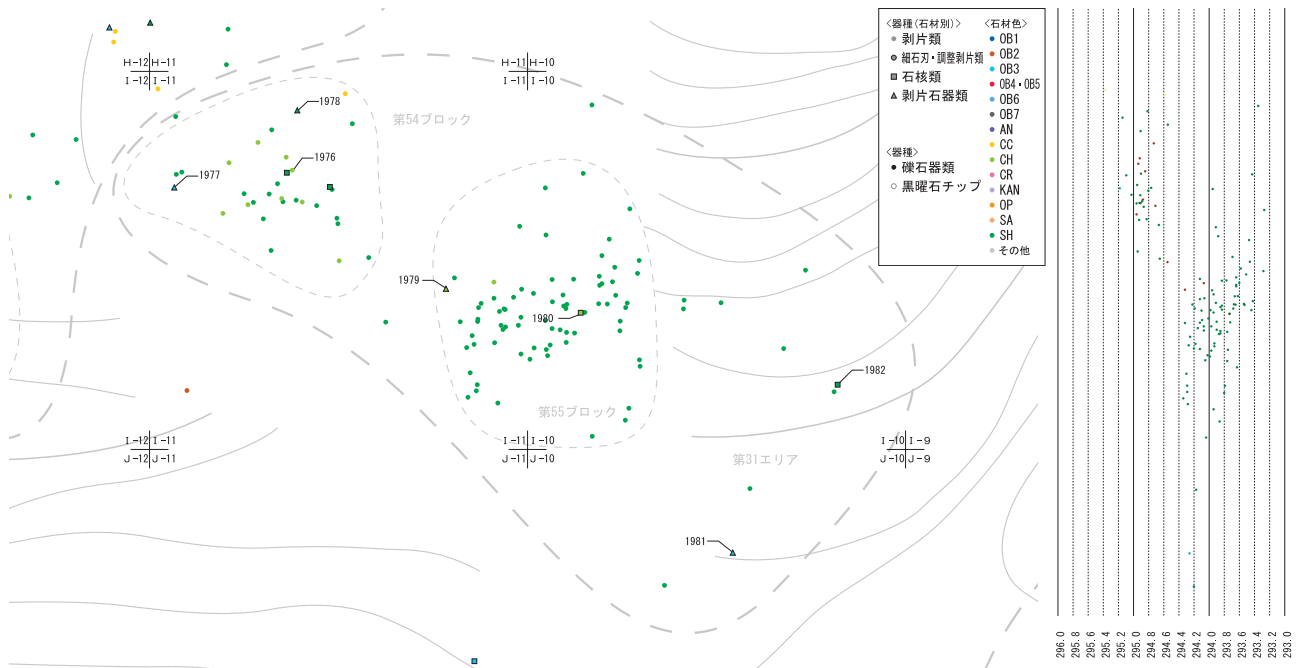 H-12 H-11
I-12 I-11
H-11 H-10
I-11 I-10
1978
第54ブロック
1976
1977
1979
1980
第55ブロック
1982
I-12 I-11
J-12 J-11
I-11 I-10
J-11 J-10
I-10 I-9
J-10 J-9
第31エリア
1981
〈器種(石材別)〉
剥片類
細石刃・調整剥片類
石核類
剥片石器類
〈器種〉
礫石器類
黒曜石チップ
〈石材色〉
OB1
OB2
OB3
OB4・OB5
OB6
OB7
AN
CC
CH
CR
KAN
OP
SA
SH
その他
296.0
295.8
295.6
295.4
295.2
295.0
294.8
294.6
294.4
294.2
294.0
293.8
293.6
293.4
293.2
293.0